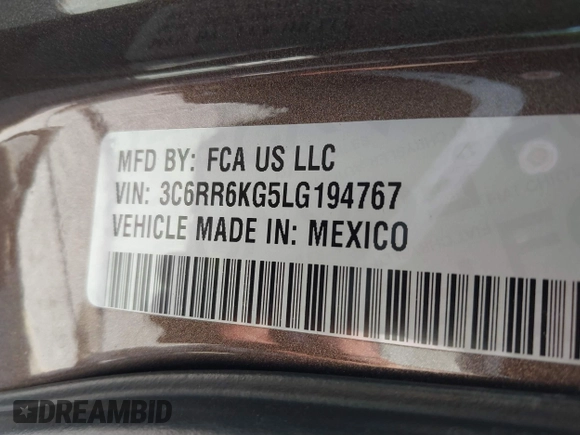 MFD BY: FCA US LLC
VIN: 3C6RR6KG5LG194767
VEHICLE MADE IN: MEXICO
DREAMBID